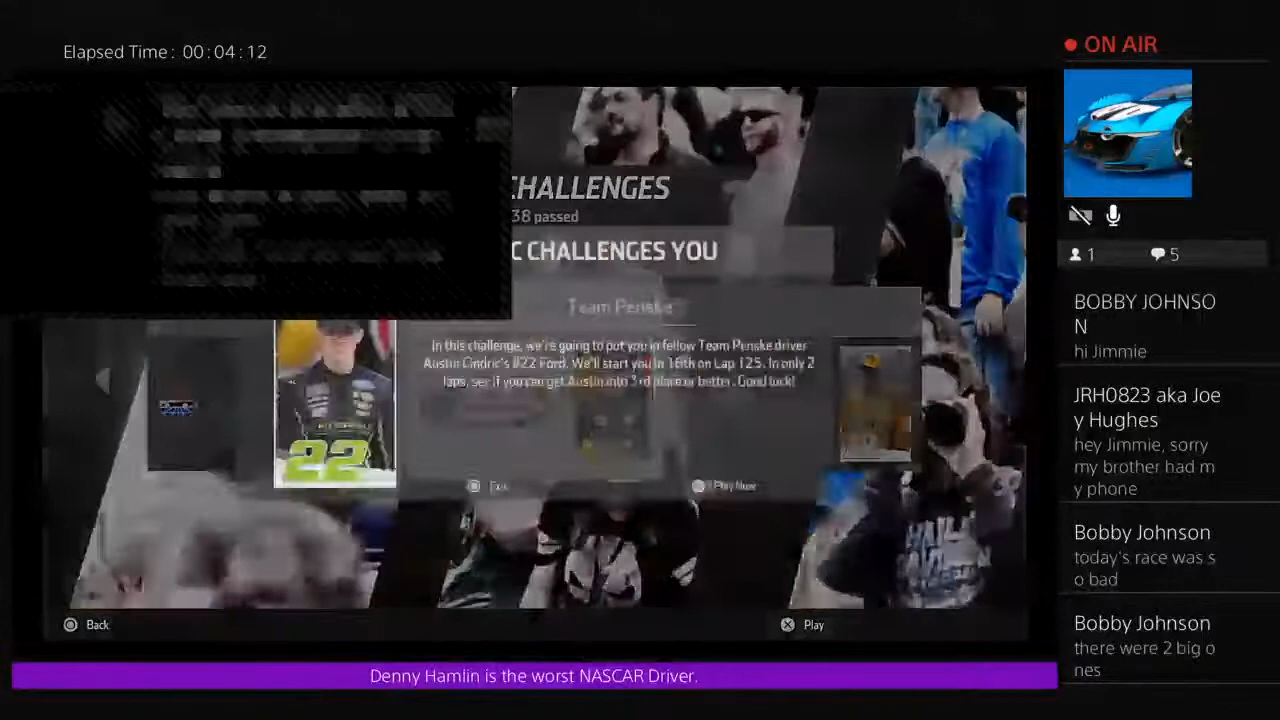 Elapsed Time: 00:04:12
ON AIR
CHALLENGES
38 passed
C CHALLENGES YOU
Team Penske
In this challenge, we're going to put you in fellow Team Penske driver
Austin Cindric's #22 Ford. We'll start you in 16th on Lap 125. In only 2
laps, see if you can get Austin into 3rd place or better. Good luck!
22
Exit
Play Now
Back
Play
1
5
BOBBY JOHNSO
N
hi Jimmie
JRH0823 aka Joe
y Hughes
hey Jimmie, sorry
my brother had m
y phone
Bobby Johnson
today's race was s
o bad
Bobby Johnson
there were 2 big o
nes
Denny Hamlin is the worst NASCAR Driver.